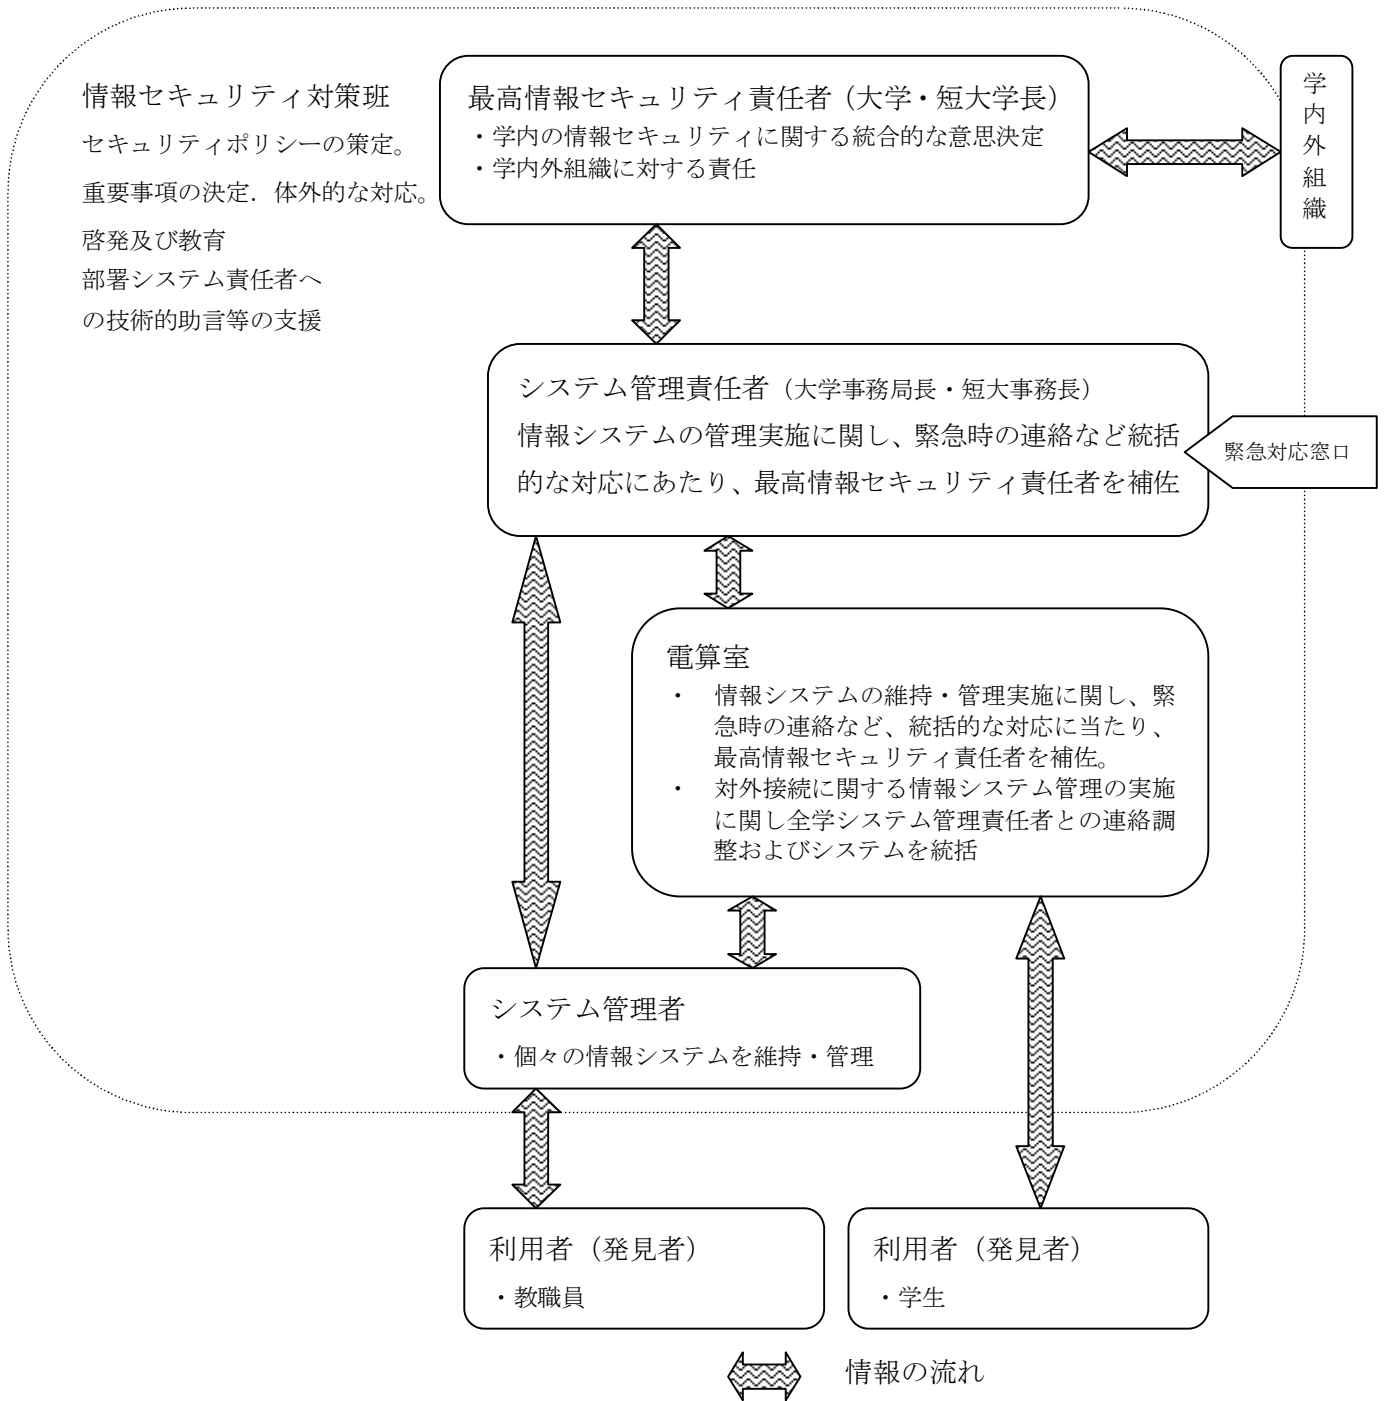 情報セキュリティ対策班
セキュリティポリシーの策定。
重要事項の決定．体外的な対応。
啓発及び教育
部署システム責任者へ
の技術的助言等の支援
最高情報セキュリティ責任者（大学・短大学長）
・学内の情報セキュリティに関する統合的な意思決定
・学内外組織に対する責任
学
内
外
組
織
システム管理責任者（大学事務局長・短大事務長）
情報システムの管理実施に関し、緊急時の連絡など統括
的な対応にあたり、最高情報セキュリティ責任者を補佐
緊急対応窓口
電算室
・ 情報システムの維持・管理実施に関し、緊
急時の連絡など、統括的な対応に当たり、
最高情報セキュリティ責任者を補佐。
・ 対外接続に関する情報システム管理の実施
に関し全学システム管理責任者との連絡調
整およびシステムを統括
システム管理者
・個々の情報システムを維持・管理
利用者（発見者）
・教職員
利用者（発見者）
・学生
情報の流れ